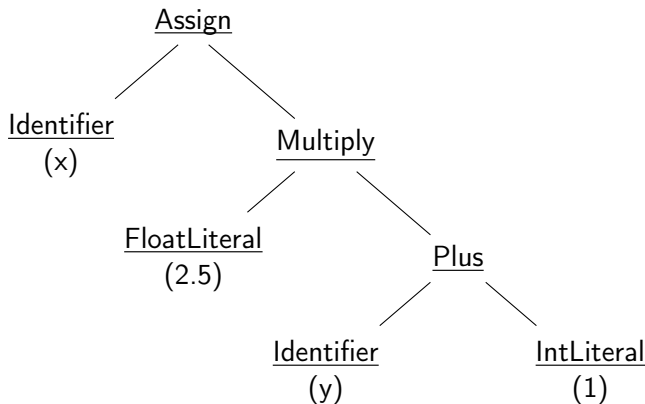 Assign
Identifier
(x)
Multiply
FloatLiteral
(2.5)
Plus
Identifier
(y)
IntLiteral
(1)